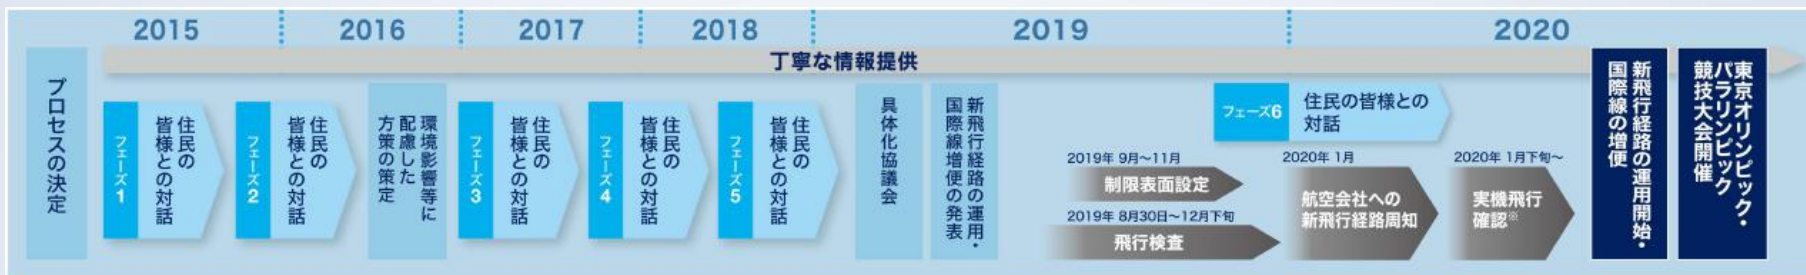 2015
2016
2017
2018
2019
2020
丁寧な情報提供
プロセスの決定
フェーズ1
住民の
皆様との対話
フェーズ2
住民の
皆様との対話
環境影響等に
配慮した
方策の策定
フェーズ3
住民の
皆様との対話
フェーズ4
住民の
皆様との対話
フェーズ5
住民の
皆様との対話
具体化協議会
新飛行経路の運用・
国際線増便の発表
フェーズ6
住民の皆様との
対話
2019年 9月～11月
制限表面設定
2019年 8月30日～12月下旬
飛行検査
2020年 1月
航空会社への
新飛行経路周知
2020年 1月下旬～
実機飛行
確認※
新飛行経路の運用開始・
国際線の増便
東京オリンピック・
パラリンピック
競技大会開催